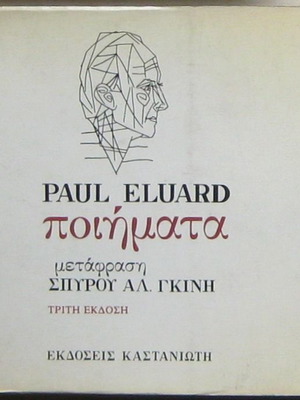 PAUL ELUARD
ποιήματα
μετάφραση
ΣΠΥΡΟΥ ΑΛ. ΓΚΙΝΗ
ΤΡΙΤΗ ΕΚΔΟΣΗ
ΕΚΔΟΣΕΙΣ ΚΑΣΤΑΝΙΩΤΗ